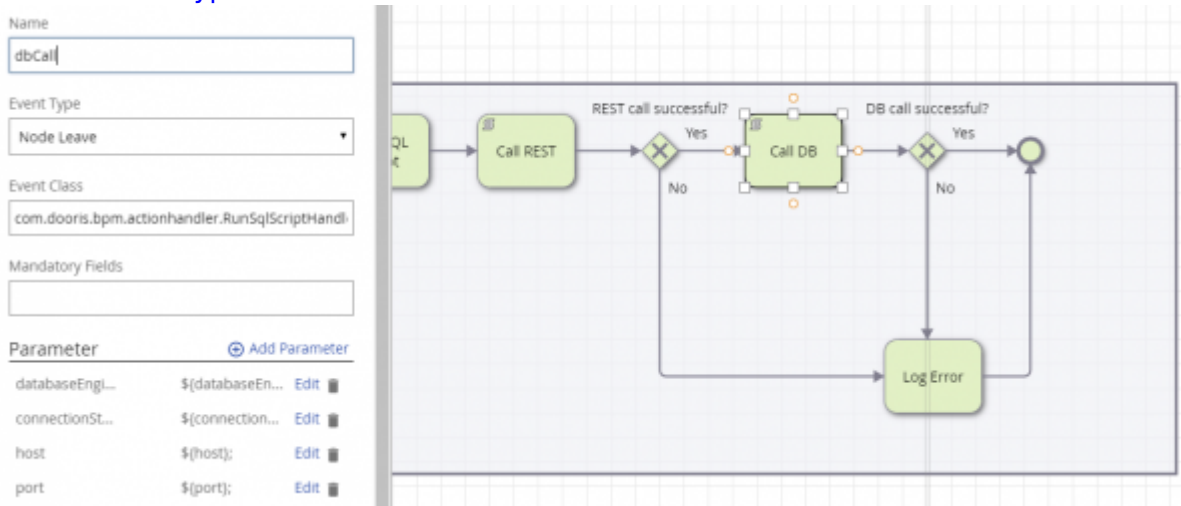 Name
dbCall
Event Type
Node Leave
Event Class
com.dooris.bpm.actionhandler.RunSqlScriptHandl
Mandatory Fields
Parameter
Add Parameter
databaseEngi...
${databaseEn...
Edit
connectionSt...
${connection...
Edit
host
${host};
Edit
port
${port};
Edit
QL
Call REST
REST call successful?
Yes
No
Call DB
DB call successful?
Yes
No
Log Error